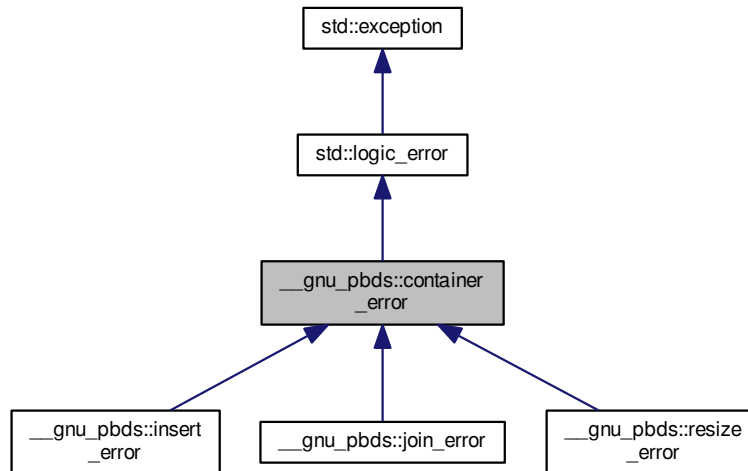 std::exception
std::logic_error
__gnu_pbds::container
_error
__gnu_pbds::insert
_error
__gnu_pbds::join_error
__gnu_pbds::resize
_error